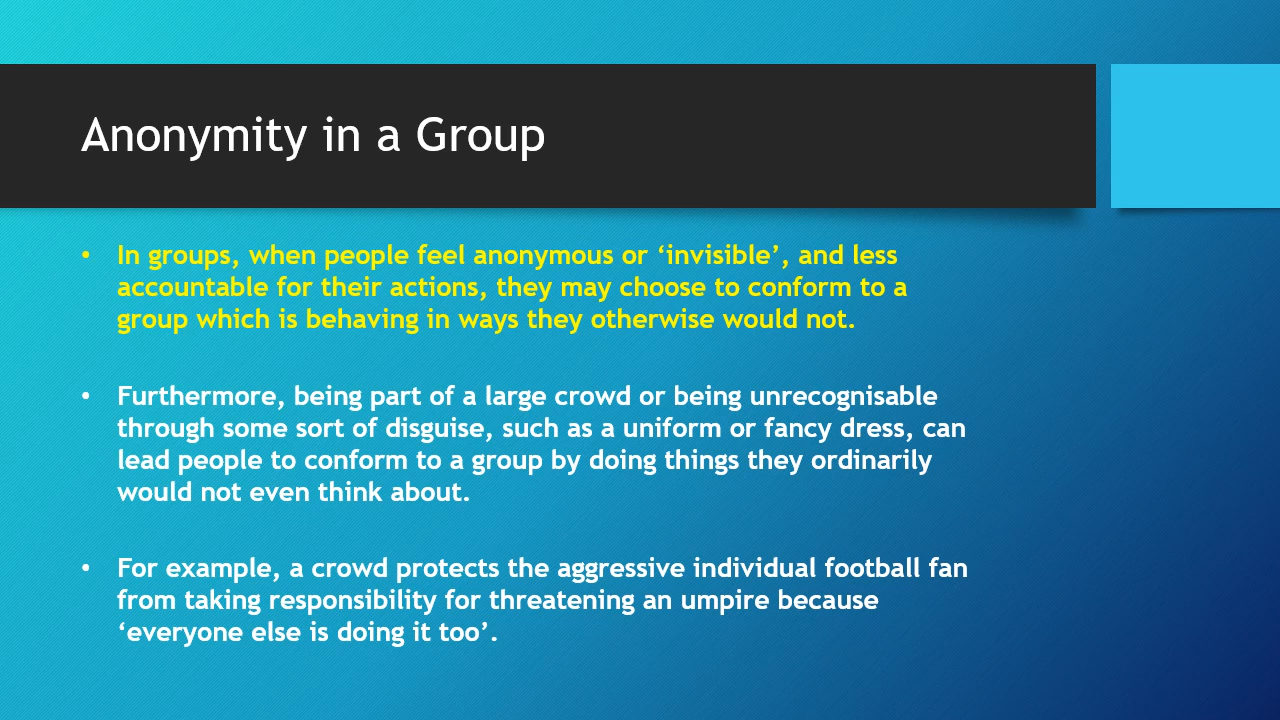 Anonymity in a Group
• In groups, when people feel anonymous or ‘invisible’, and less
accountable for their actions, they may choose to conform to a
group which is behaving in ways they otherwise would not.
• Furthermore, being part of a large crowd or being unrecognisable
through some sort of disguise, such as a uniform or fancy dress, can
lead people to conform to a group by doing things they ordinarily
would not even think about.
• For example, a crowd protects the aggressive individual football fan
from taking responsibility for threatening an umpire because
‘everyone else is doing it too’.